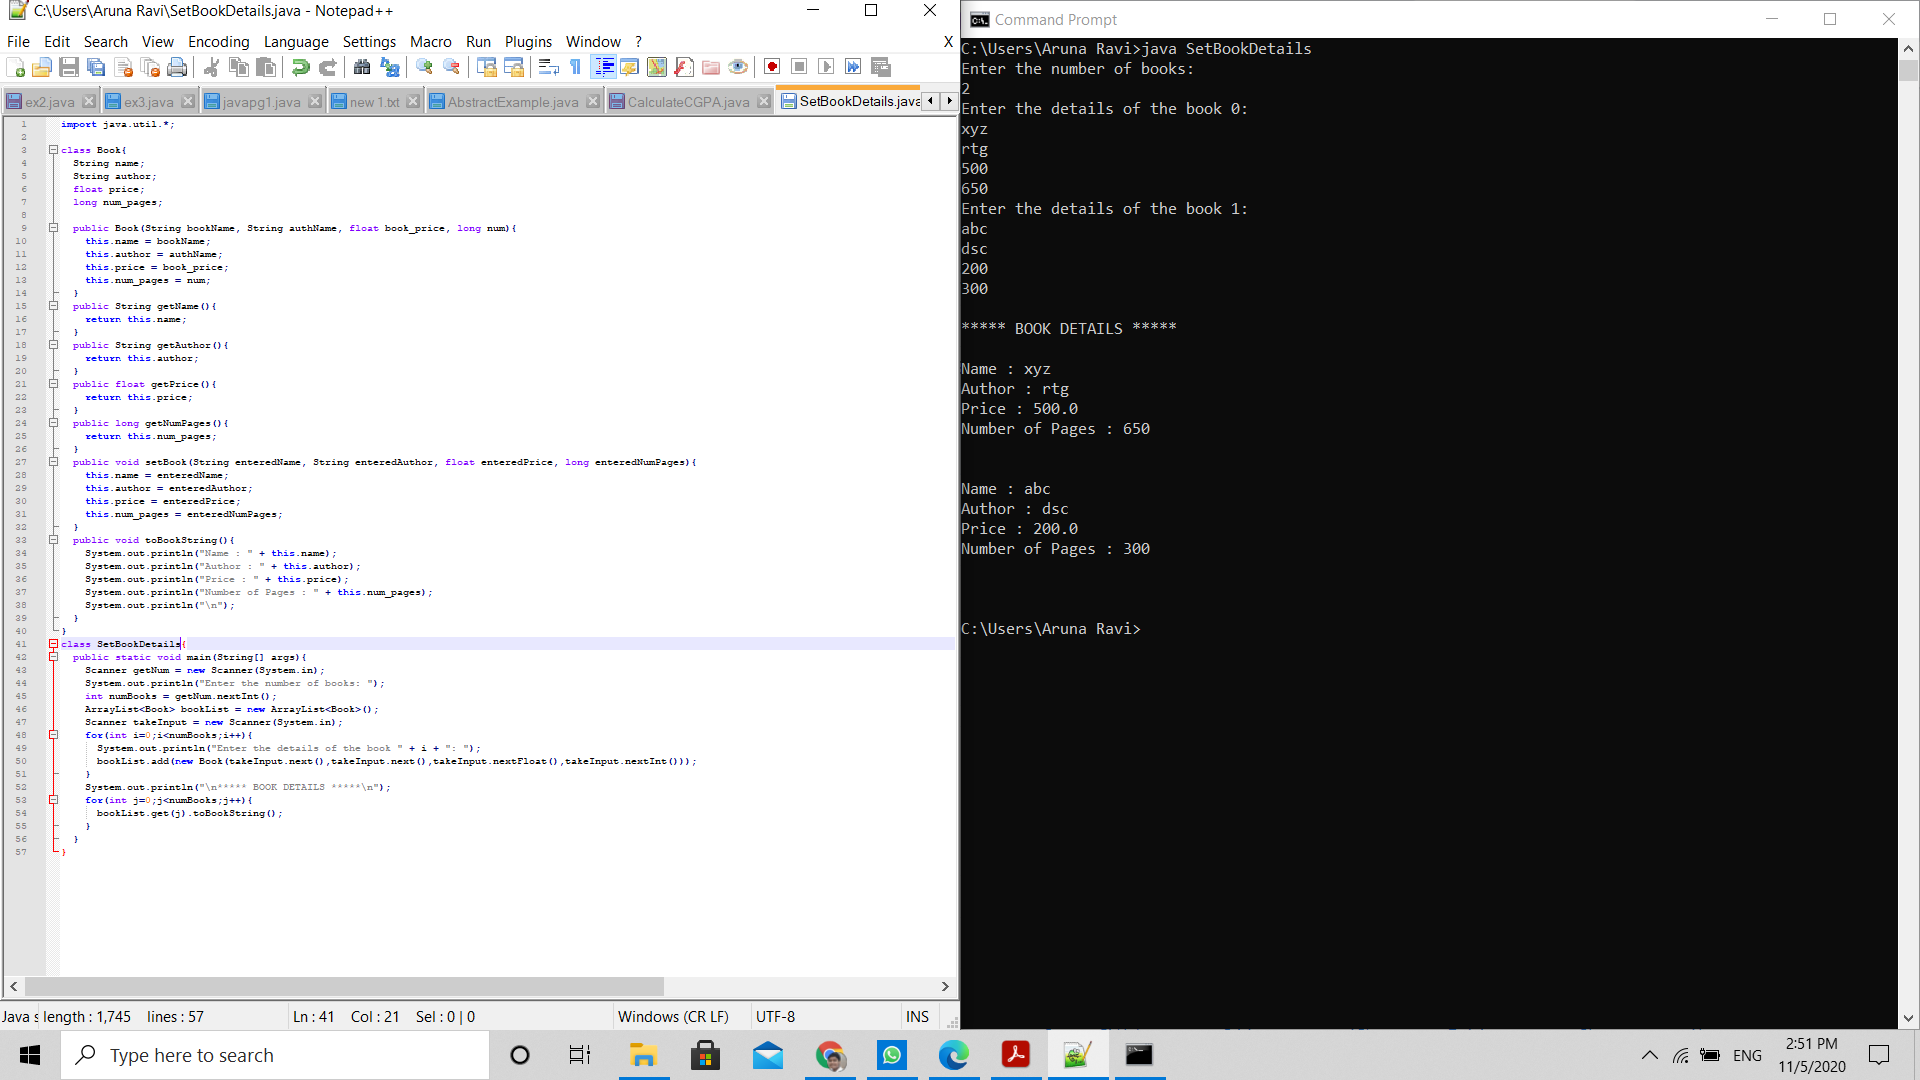 C:\Users\Aruna Ravi\SetBookDetails.java - Notepad++
File Edit Search View Encoding Language Settings Macro Run Plugins Window ? X
ex2.java ex3.java javapg1.java new 1.txt AbstractExample.java CalculateCGPA.java SetBookDetails.java
1 import java.util.*;
2
3 class Book{
4 String name;
5 String author;
6 float price;
7 long num_pages;
8
9 public Book(String bookName, String authName, float book_price, long num){
10 this.name = bookName;
11 this.author = authName;
12 this.price = book_price;
13 this.num_pages = num;
14 }
15 public String getName(){
16 return this.name;
17 }
18 public String getAuthor(){
19 return this.author;
20 }
21 public float getPrice(){
22 return this.price;
23 }
24 public long getNumPages(){
25 return this.num_pages;
26 }
27 public void setBook(String enteredName, String enteredAuthor, float enteredPrice, long enteredNumPages){
28 this.name = enteredName;
29 this.author = enteredAuthor;
30 this.price = enteredPrice;
31 this.num_pages = enteredNumPages;
32 }
33 public void toBookString(){
34 System.out.println("Name : " + this.name);
35 System.out.println("Author : " + this.author);
36 System.out.println("Price : " + this.price);
37 System.out.println("Number of Pages : " + this.num_pages);
38 System.out.println("\n");
39 }
40 }
41 class SetBookDetails{
42 public static void main(String[] args){
43 Scanner getNum = new Scanner(System.in);
44 System.out.println("Enter the number of books: ");
45 int numBooks = getNum.nextInt();
46 ArrayList<Book> bookList = new ArrayList<Book>();
47 Scanner takeInput = new Scanner(System.in);
48 for(int i=0;i<numBooks;i++){
49 System.out.println("Enter the details of the book " + i + ": ");
50 bookList.add(new Book(takeInput.next(),takeInput.next(),takeInput.nextFloat(),takeInput.nextInt()));
51 }
52 System.out.println("\n***** BOOK DETAILS *****\n");
53 for(int j=0;j<numBooks;j++){
54 bookList.get(j).toBookString();
55 }
56 }
57 }
Java s length : 1,745 lines : 57 Ln : 41 Col : 21 Sel : 0 | 0 Windows (CR LF) UTF-8 INS
Command Prompt
C:\Users\Aruna Ravi>java SetBookDetails
Enter the number of books:
2
Enter the details of the book 0:
xyz
rtg
500
650
Enter the details of the book 1:
abc
dsc
200
300
***** BOOK DETAILS *****
Name : xyz
Author : rtg
Price : 500.0
Number of Pages : 650
Name : abc
Author : dsc
Price : 200.0
Number of Pages : 300
C:\Users\Aruna Ravi>
Type here to search
ENG
2:51 PM
11/5/2020